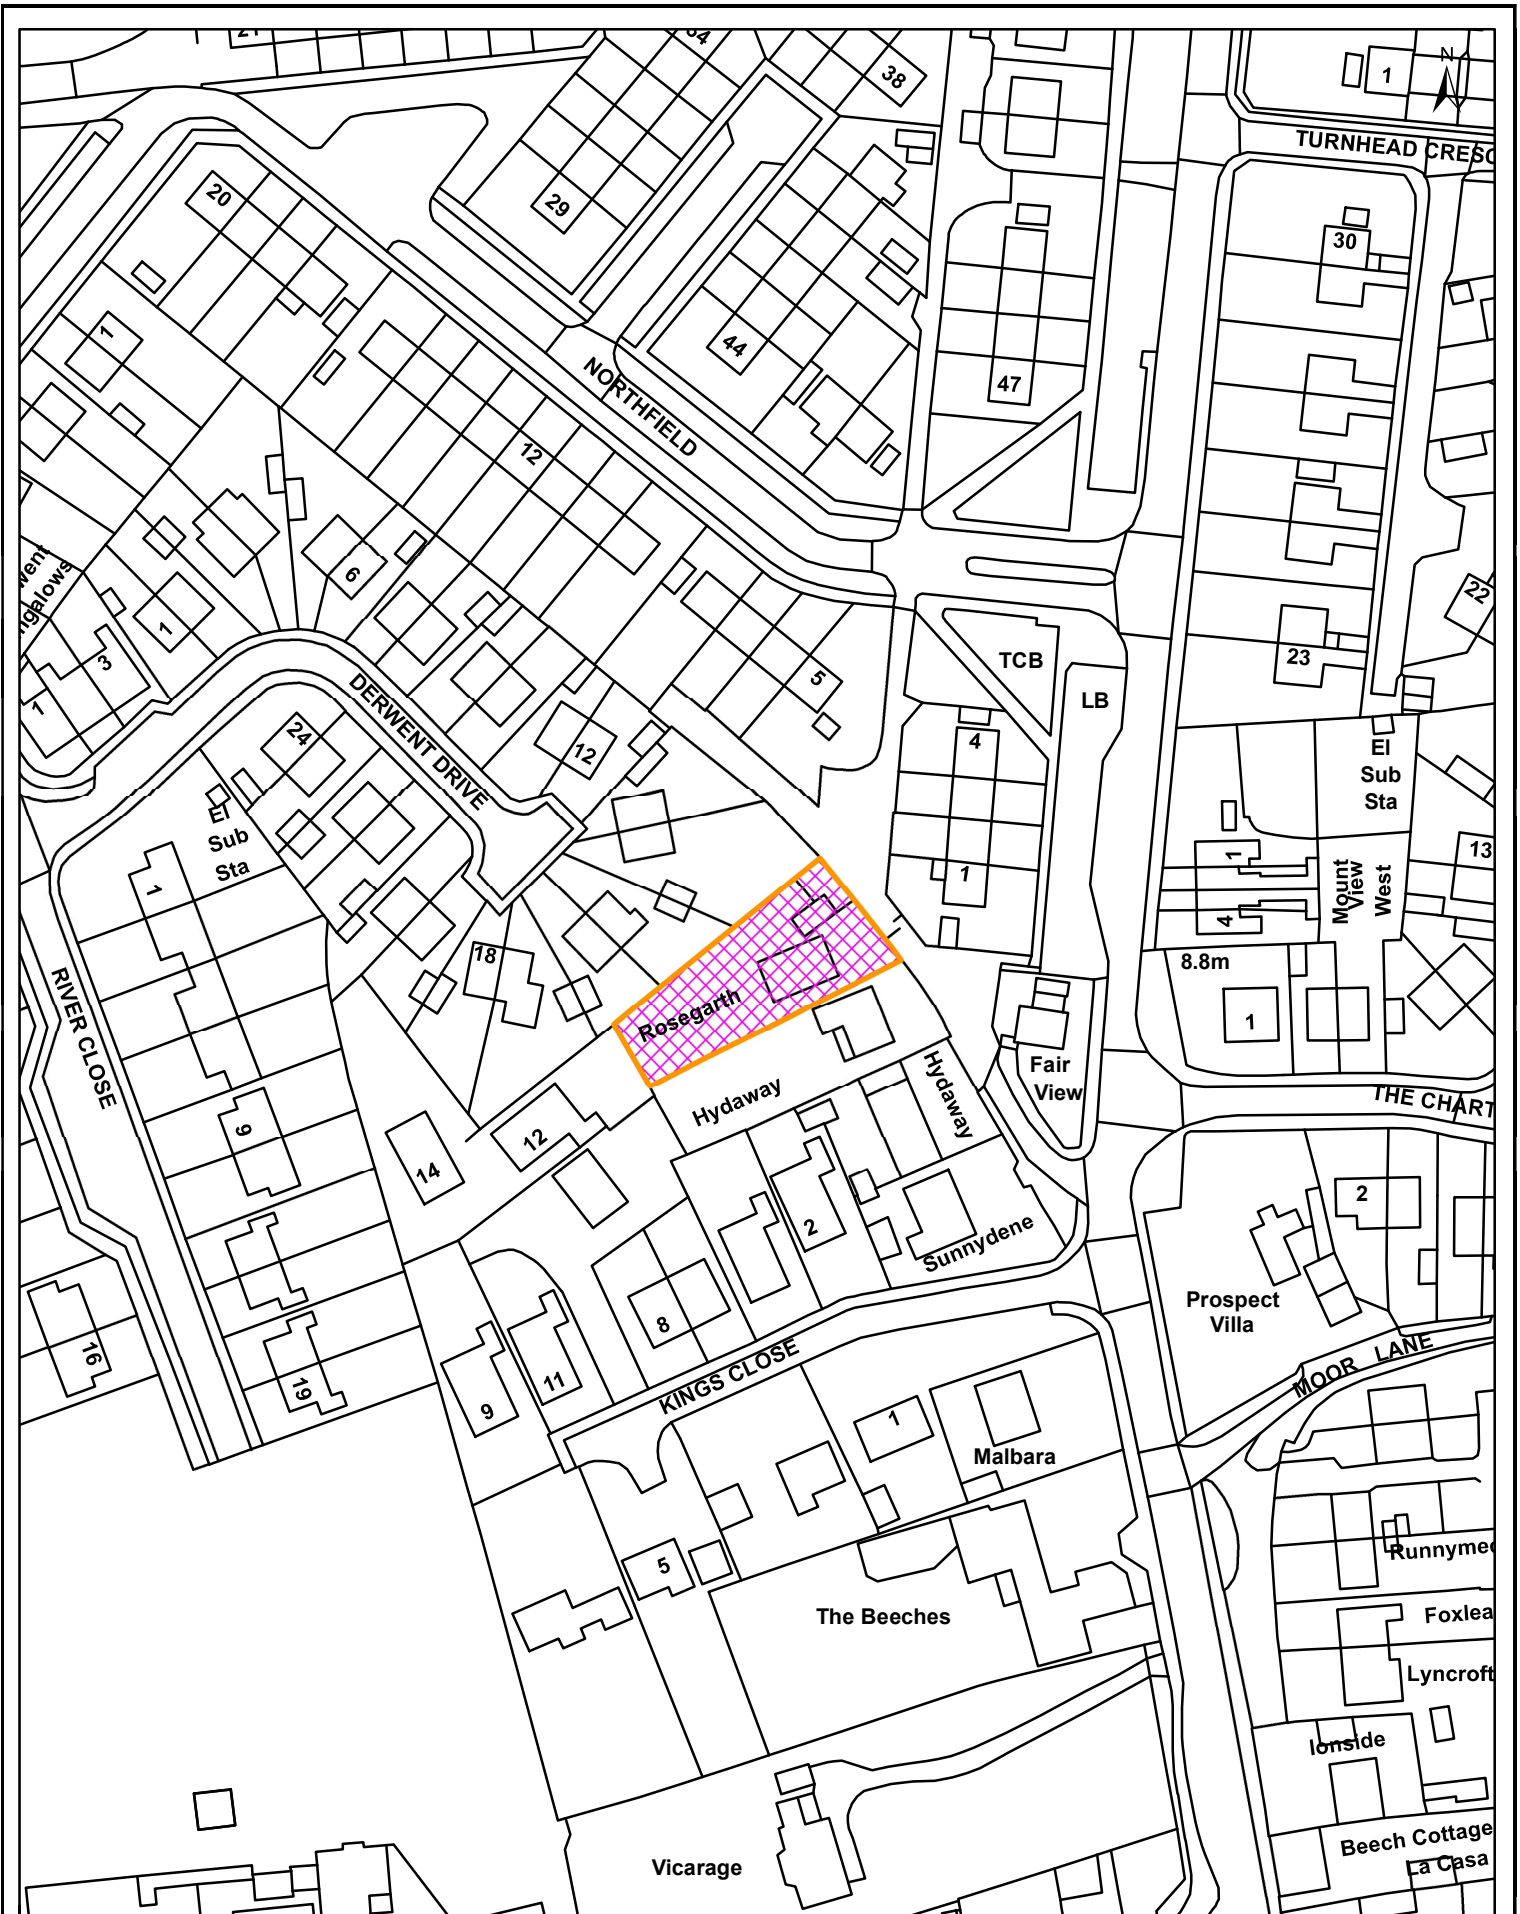 38
N
1
TURNHEAD CRESC
20
29
30
1
44
NORTHFIELD
47
12
went
ngalows
6
22
1
3
1
TCB
23
5
LB
DERWENT DRIVE
24
12
4
El
Sub
Sta
El
Sub
Sta
1
1
13
1
Mount
View
West
4
18
8.8m
RIVER CLOSE
Rosegarth
1
Fair
View
Hydaway
Hydaway
THE CHART
9
12
14
2
2
Sunnydene
Prospect
Villa
8
16
MOOR LANE
KINGS CLOSE
19
11
9
1
Malbara
5
Runnymed
The Beeches
Foxlea
Lyncroft
Ionside
Beech Cottage
La Casa
Vicarage